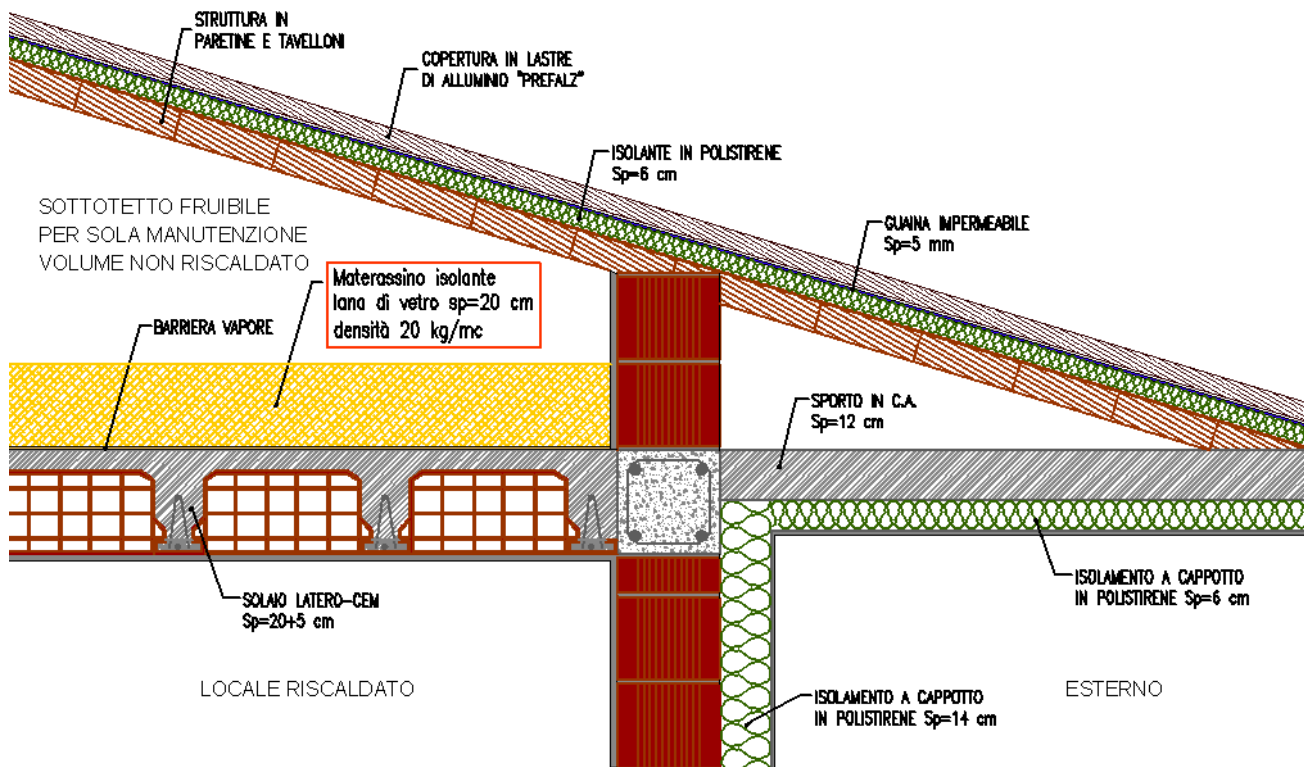 STRUTTURA IN
PARETINE E TAVELLONI
COPERTURA IN LASTRE
DI ALLUMINIO "PREFALZ"
ISOLANTE IN POLISTIRENE
Sp=6 cm
SOTTOTETTO FRUIBILE
PER SOLA MANUTENZIONE
VOLUME NON RISCALDATO
GUAINA IMPERMEABILE
Sp=5 mm
Materassino isolante
lana di vetro sp=20 cm
densità 20 kg/mc
BARRIERA VAPORE
SPORTO IN C.A.
Sp=12 cm
ISOLAMENTO A CAPPOTTO
IN POLISTIRENE Sp=6 cm
SOLAIO LATERO-CEM
Sp=20+5 cm
LOCALE RISCALDATO
ESTERNO
ISOLAMENTO A CAPPOTTO
IN POLISTIRENE Sp=14 cm